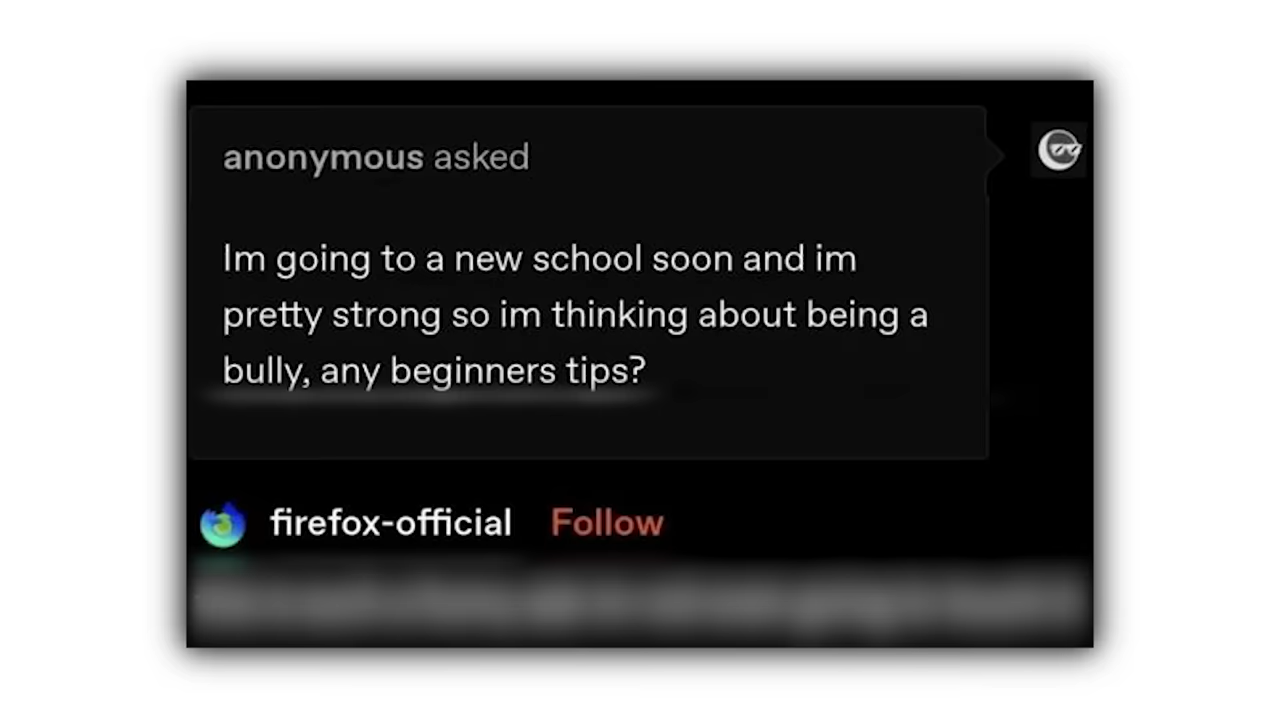 anonymous asked
Im going to a new school soon and im
pretty strong so im thinking about being a
bully, any beginners tips?
firefox-official Follow